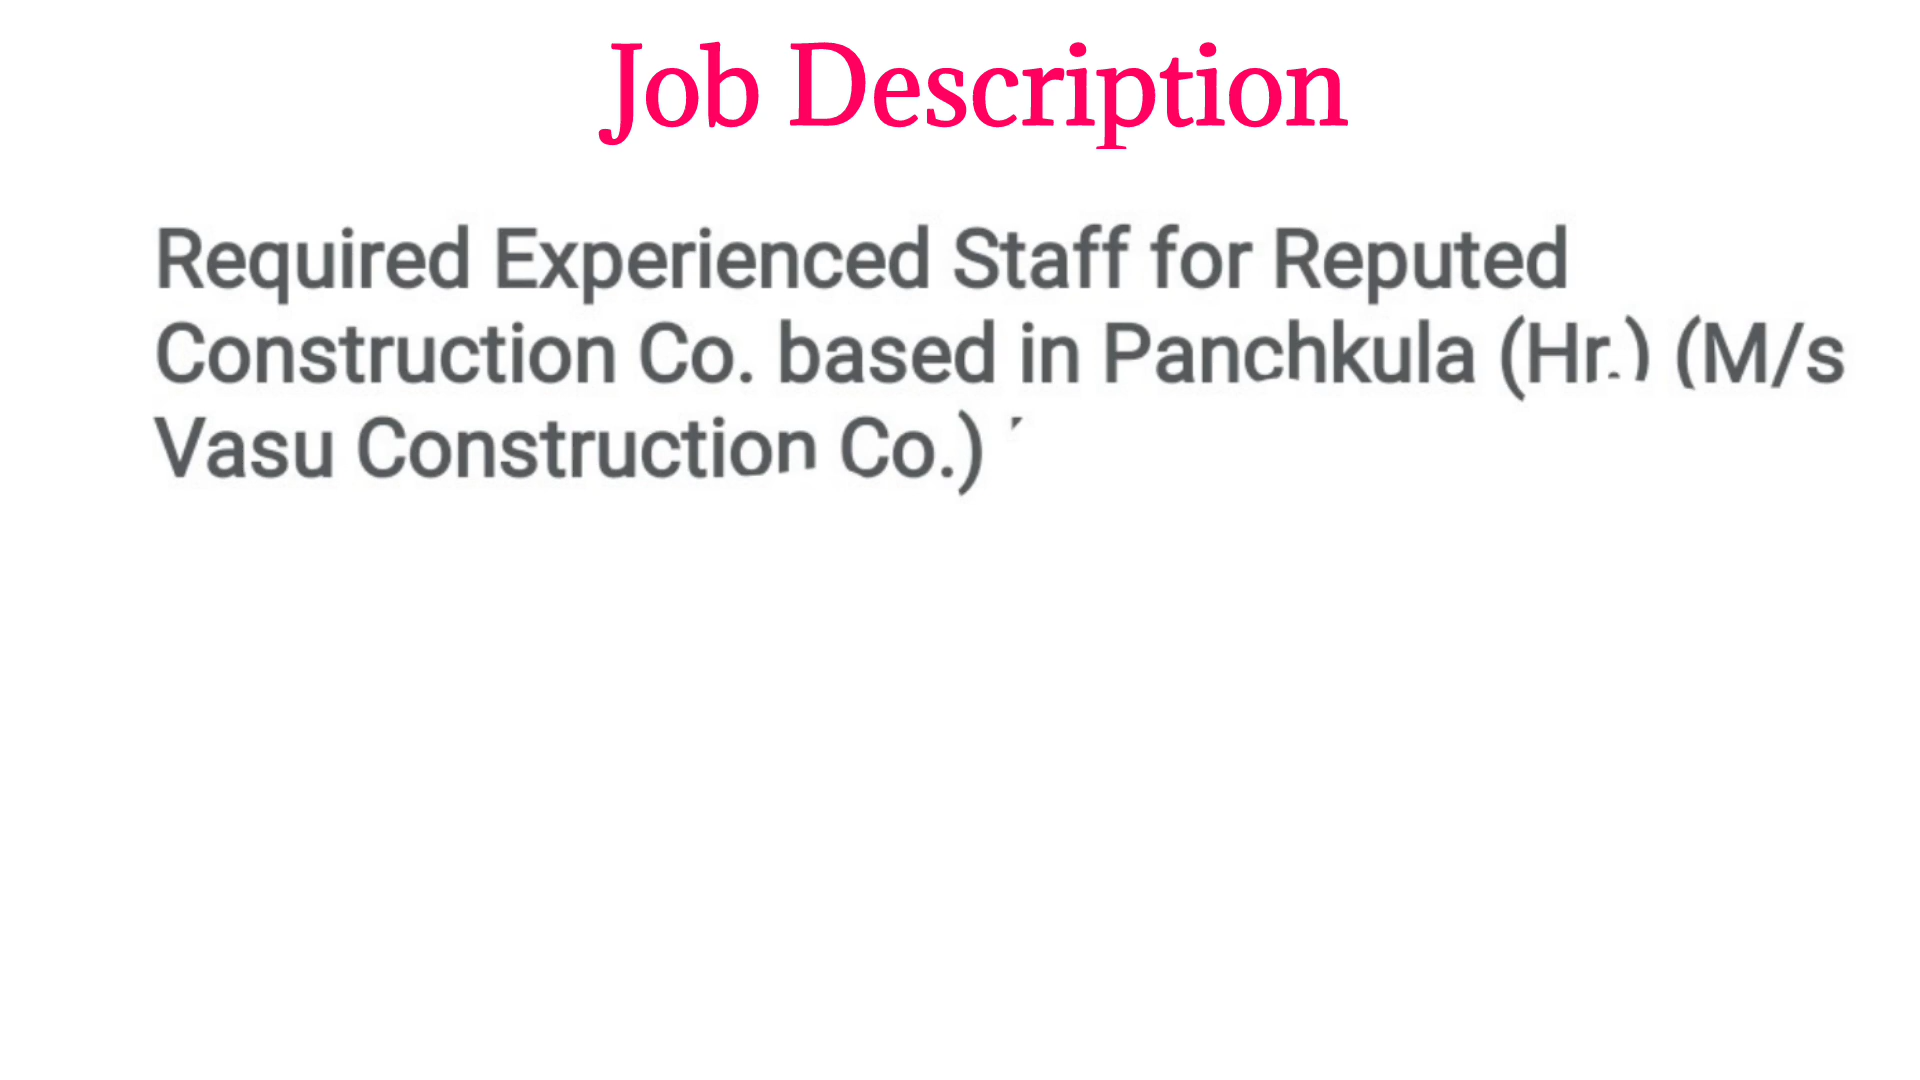 Job Description
Required Experienced Staff for Reputed
Construction Co. based in Panchkula (Hr.) (M/s
Vasu Construction Co.)